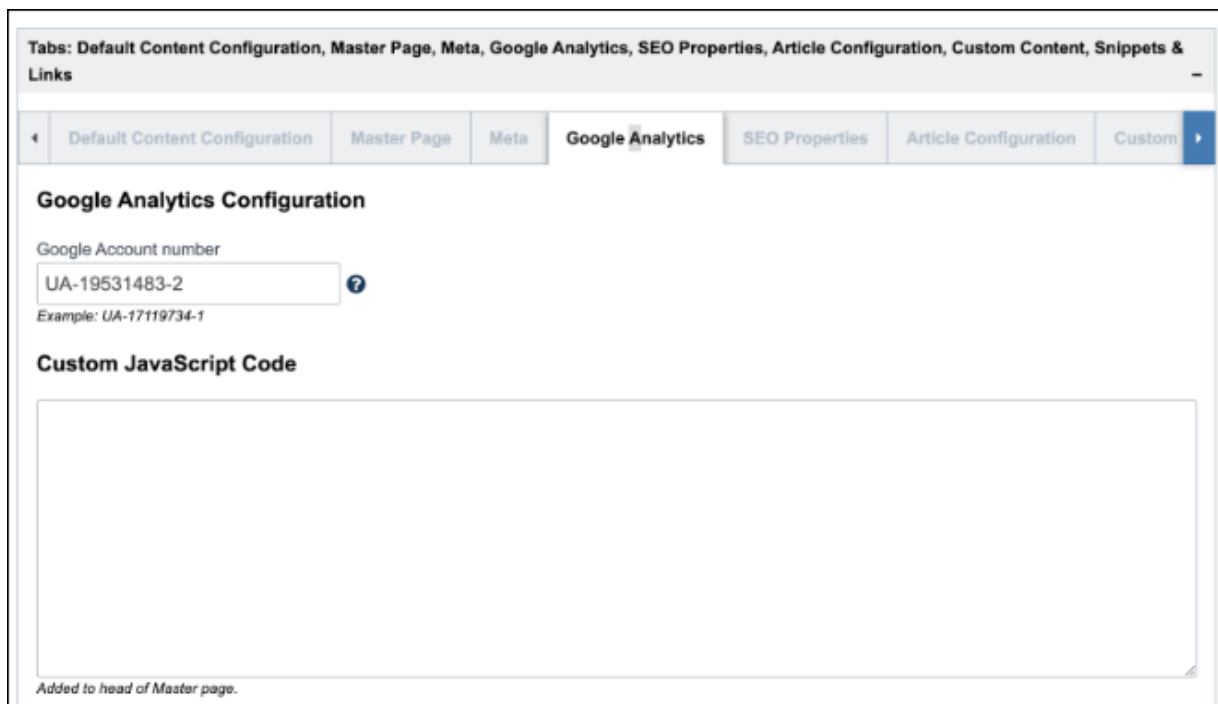 Tabs: Default Content Configuration, Master Page, Meta, Google Analytics, SEO Properties, Article Configuration, Custom Content, Snippets &
Links
Default Content Configuration Master Page Meta Google Analytics SEO Properties Article Configuration Custom
Google Analytics Configuration
Google Account number
UA-19531483-2
Example: UA-17119734-1
Custom JavaScript Code
Added to head of Master page.